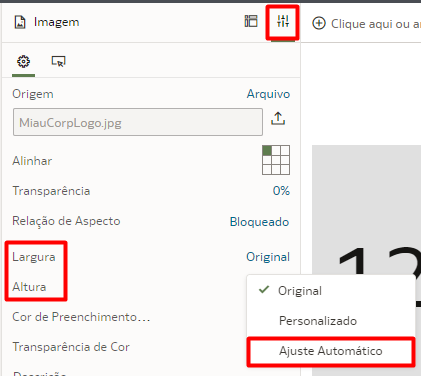 Imagem
Clique aqui ou ar
Origem Arquivo
MiauCorpLogo.jpg
Alinhar
Transparência 0%
Relação de Aspecto Bloqueado
Largura Original
Altura
Original
Cor de Preenchimento...
Personalizado
Transparência de Cor
Ajuste Automático
Descrição
12